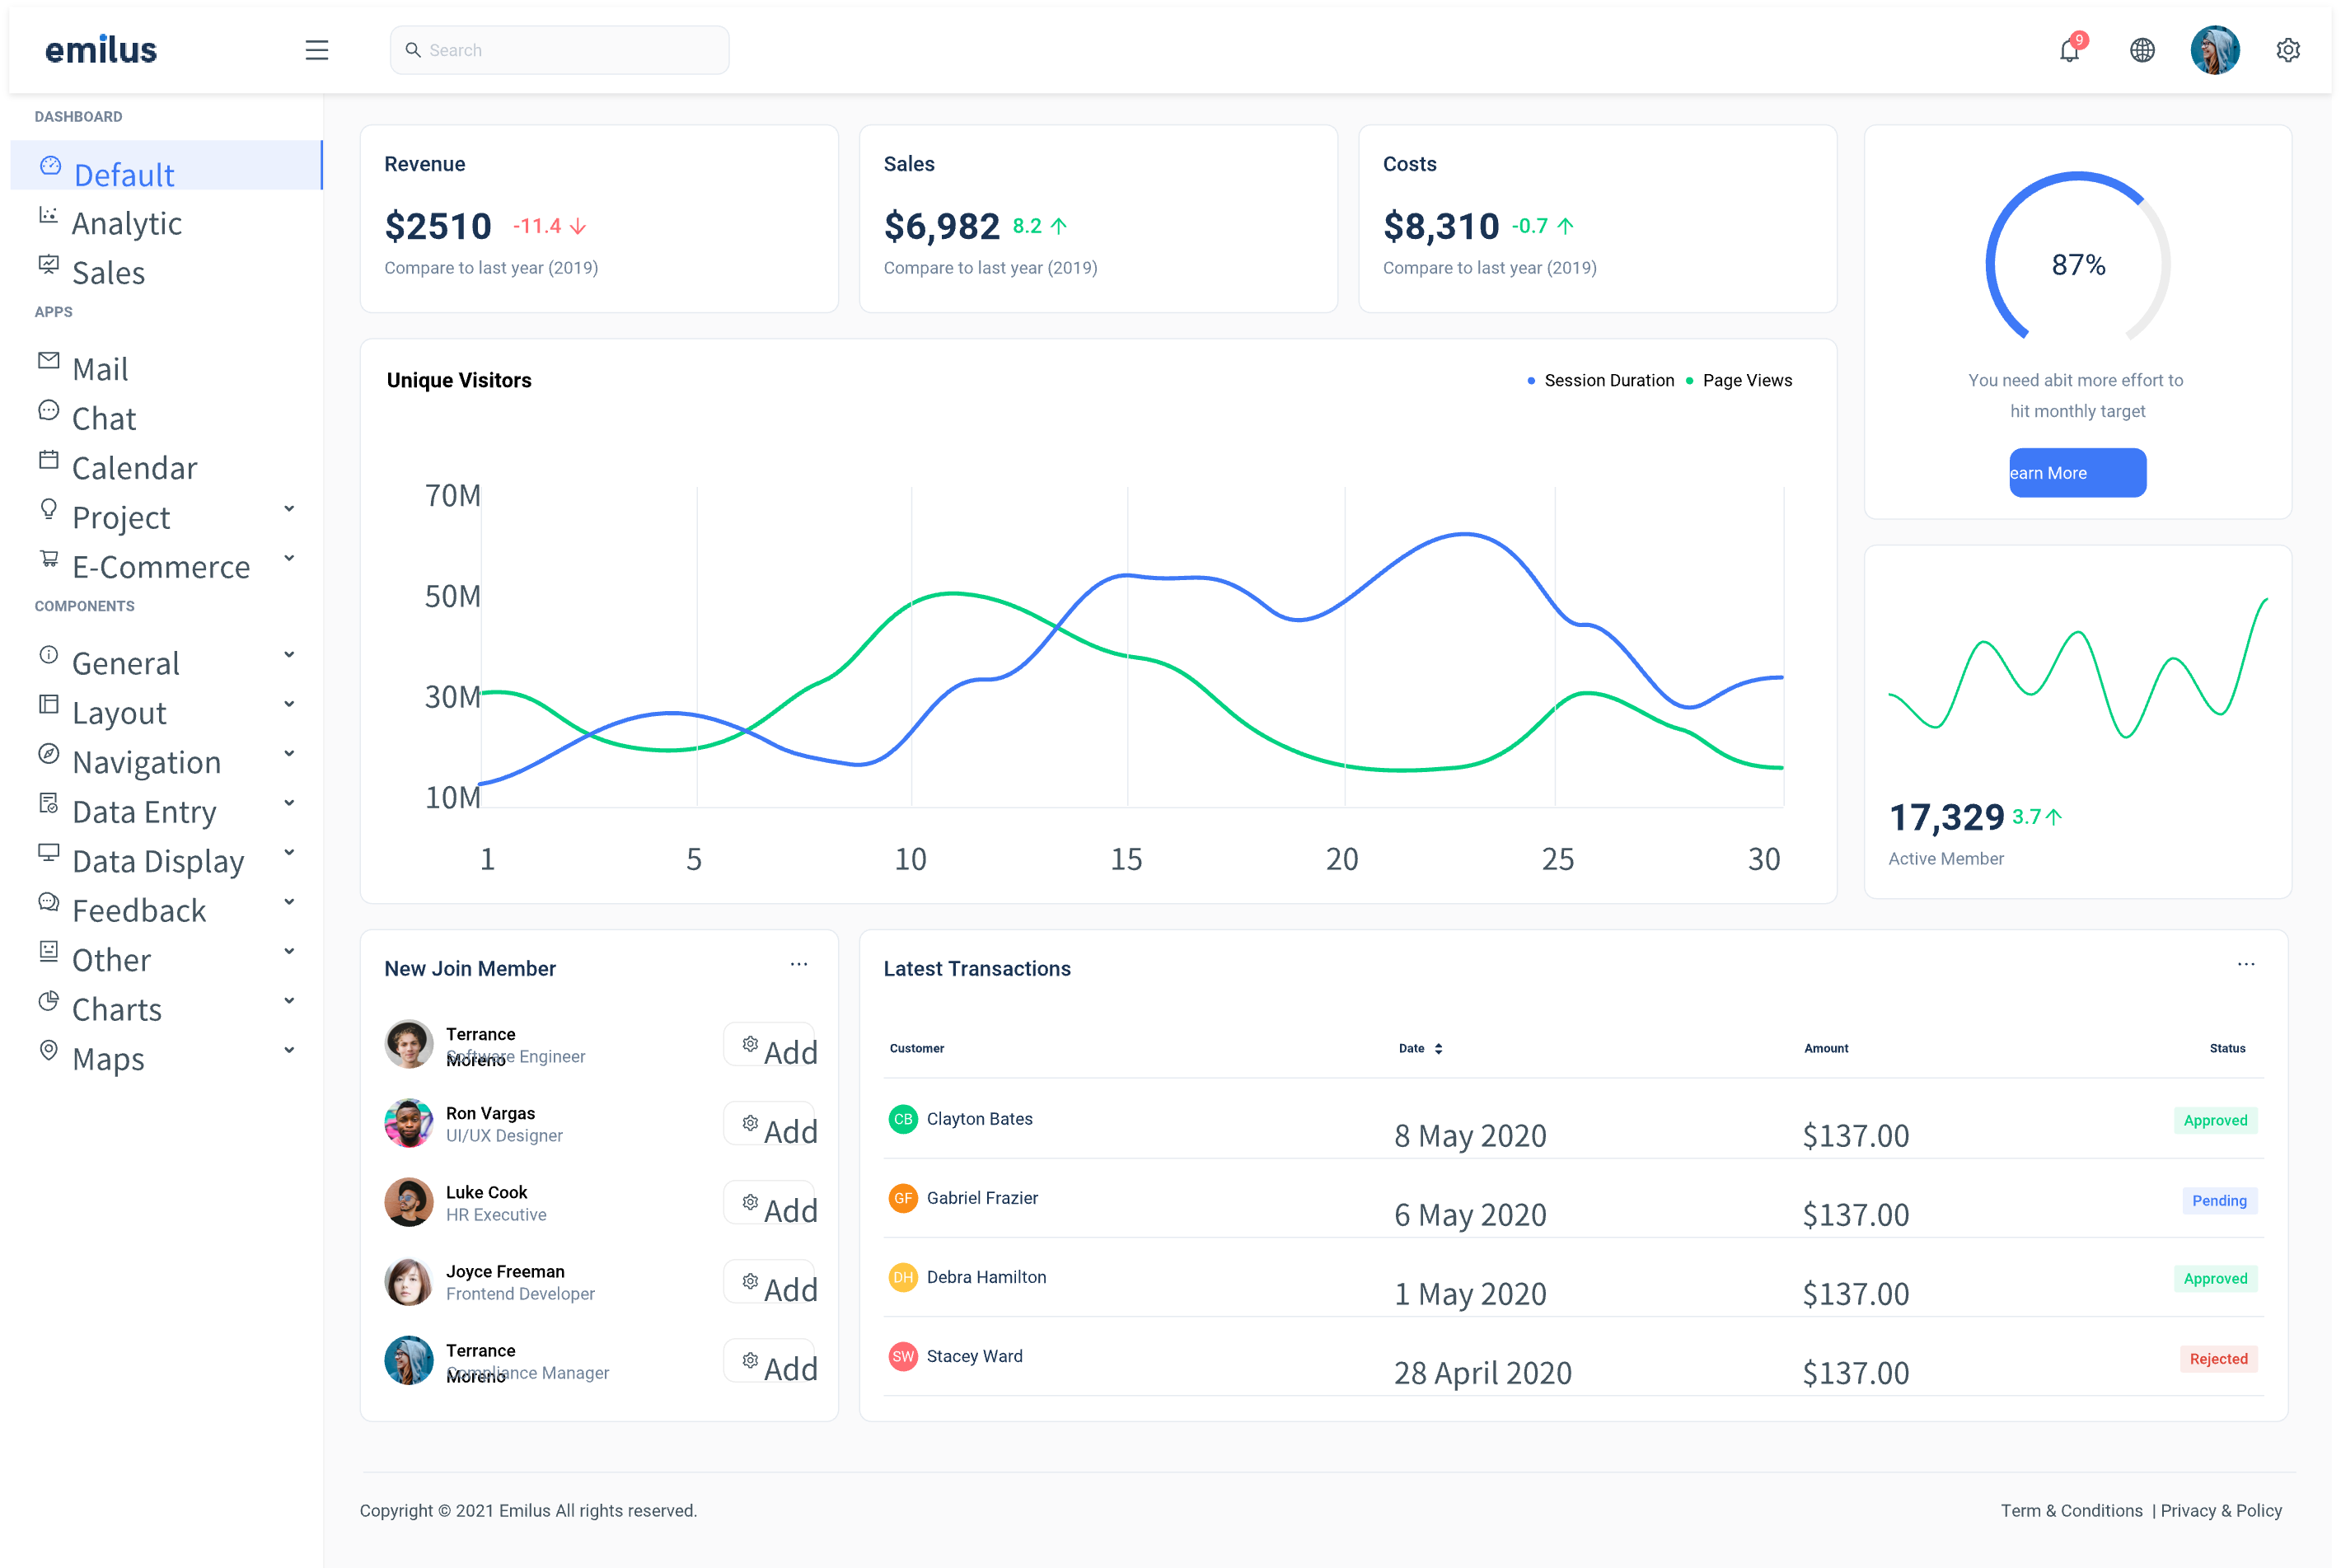 emilus
Search
9
DASHBOARD
Default
Analytic
Sales
APPS
Mail
Chat
Calendar
Project
E-Commerce
COMPONENTS
General
Layout
Navigation
Data Entry
Data Display
Feedback
Other
Charts
Maps
Revenue
$2510 -11.4
Compare to last year (2019)
Sales
$6,982 8.2
Compare to last year (2019)
Costs
$8,310 -0.7
Compare to last year (2019)
87%
You need abit more effort to
hit monthly target
earn More
Unique Visitors
Session Duration Page Views
70M
50M
30M
10M
1 5 10 15 20 25 30
17,329 3.7
Active Member
New Join Member
Terrance
Moreno
Software Engineer
Add
Ron Vargas
UI/UX Designer
Add
Luke Cook
HR Executive
Add
Joyce Freeman
Frontend Developer
Add
Terrance
Moreno
Compliance Manager
Add
Latest Transactions
Customer Date Amount Status
CB Clayton Bates 8 May 2020 $137.00 Approved
GF Gabriel Frazier 6 May 2020 $137.00 Pending
DH Debra Hamilton 1 May 2020 $137.00 Approved
SW Stacey Ward 28 April 2020 $137.00 Rejected
Copyright © 2021 Emilus All rights reserved.
Term & Conditions | Privacy & Policy